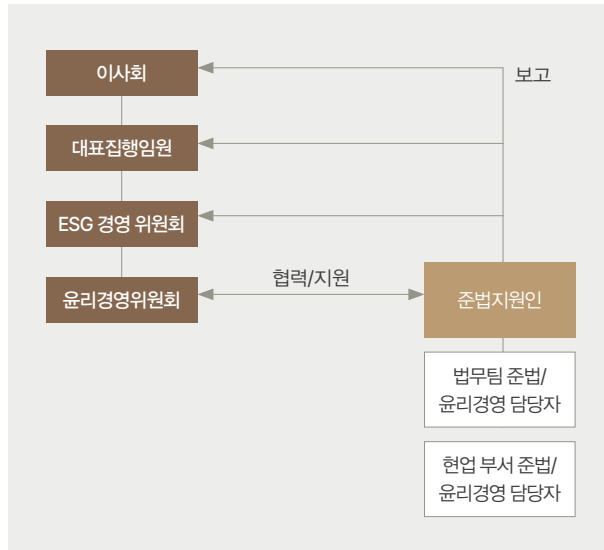 이사회
보고
대표집행임원
ESG 경영 위원회
윤리경영위원회
협력/지원
준법지원인
법무팀 준법/
윤리경영 담당자
현업 부서 준법/
윤리경영 담당자